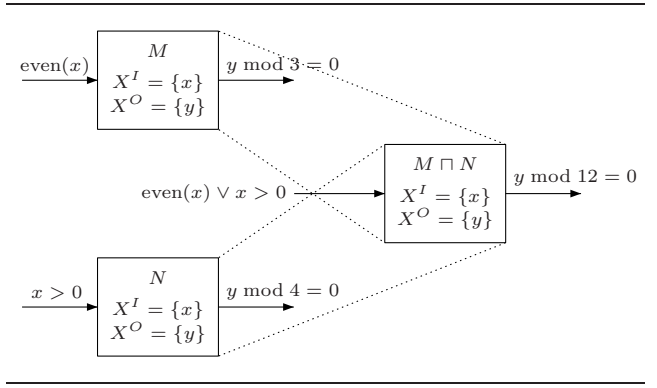 even(x)
M
X^I = {x}
X^O = {y}
y mod 3 = 0
even(x) ∨ x > 0
M ⊓ N
X^I = {x}
X^O = {y}
y mod 12 = 0
x > 0
N
X^I = {x}
X^O = {y}
y mod 4 = 0